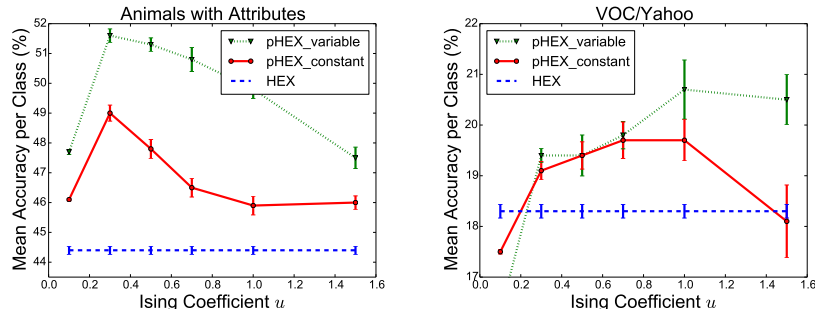 Animals with Attributes
Mean Accuracy per Class (%)
52
51
50
49
48
47
46
45
44
43
0.0 0.2 0.4 0.6 0.8 1.0 1.2 1.4 1.6
Ising Coefficient u
pHEX_variable
pHEX_constant
HEX
VOC/Yahoo
Mean Accuracy per Class (%)
22
21
20
19
18
17
0.0 0.2 0.4 0.6 0.8 1.0 1.2 1.4 1.6
Ising Coefficient u
pHEX_variable
pHEX_constant
HEX